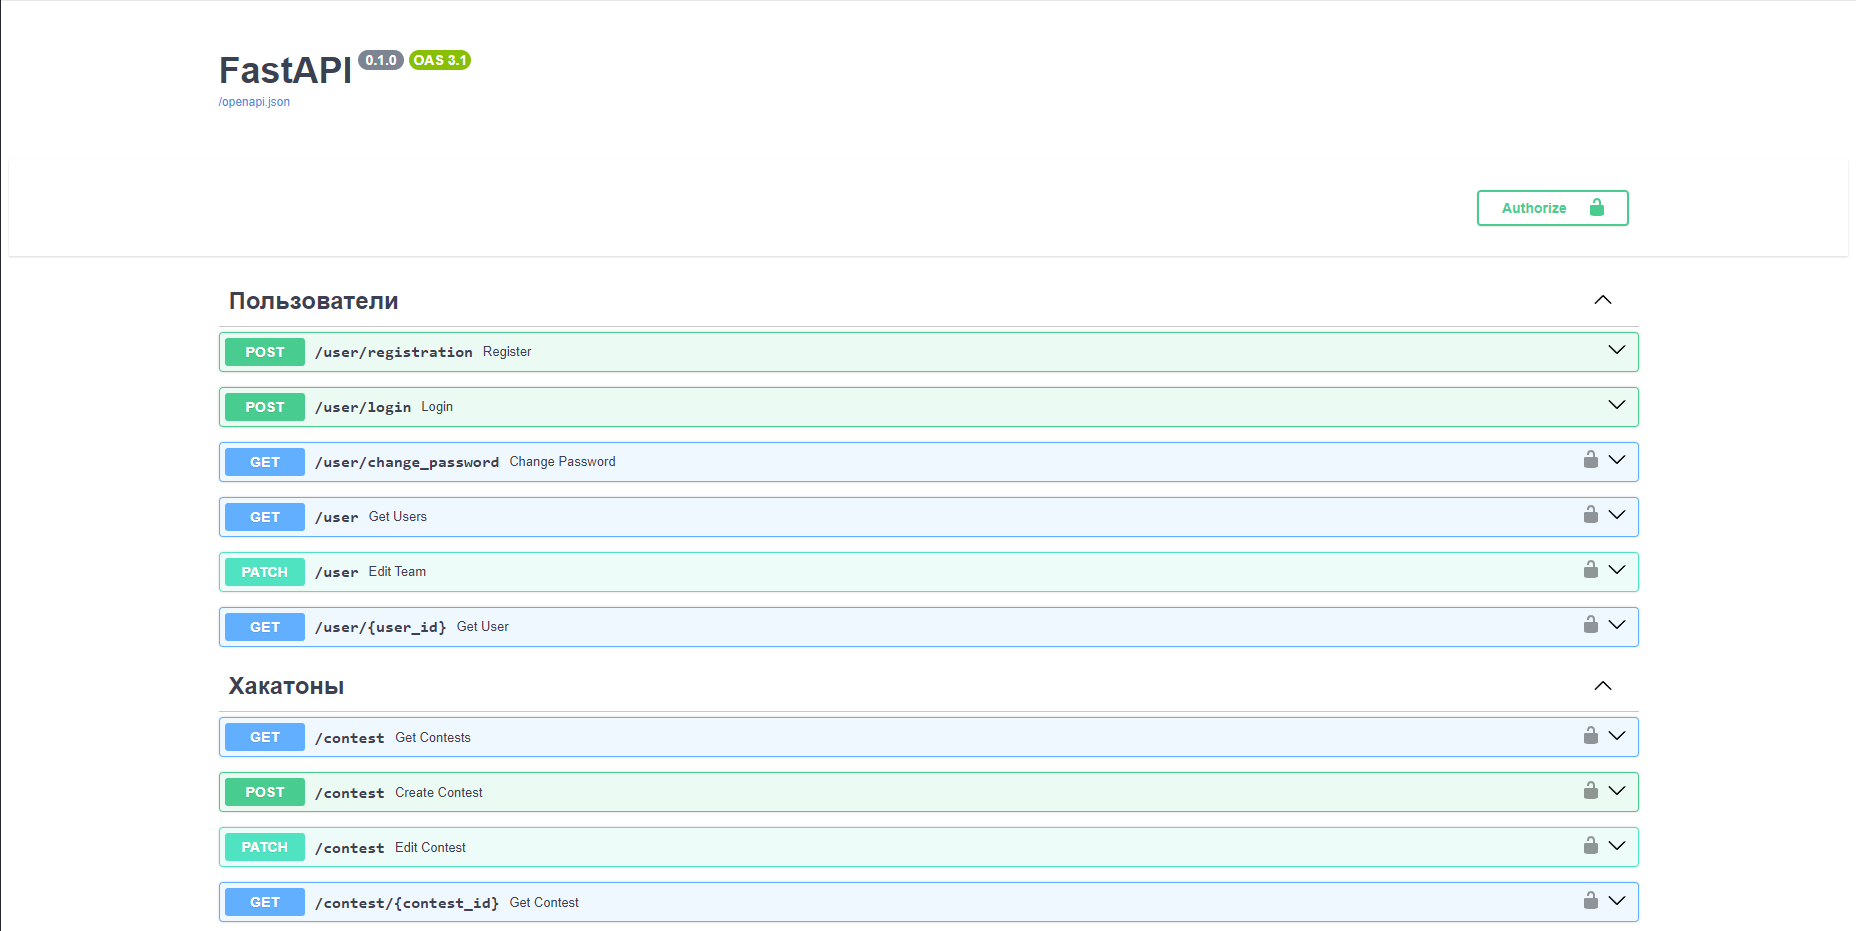 FastAPI 0.1.0 OAS 3.1
/openapi.json
Authorize
Пользователи
POST /user/registration Register
POST /user/login Login
GET /user/change_password Change Password
GET /user Get Users
PATCH /user Edit Team
GET /user/{user_id} Get User
Хакатоны
GET /contest Get Contests
POST /contest Create Contest
PATCH /contest Edit Contest
GET /contest/{contest_id} Get Contest